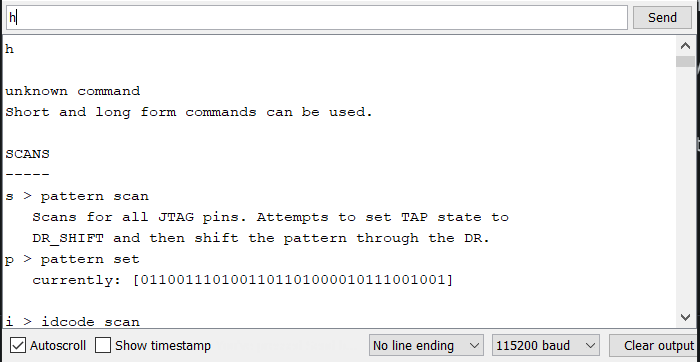 h
Send
h
unknown command
Short and long form commands can be used.
SCANS
-----
s > pattern scan
Scans for all JTAG pins. Attempts to set TAP state to
DR_SHIFT and then shift the pattern through the DR.
p > pattern set
currently: [0110011101001101101000010111001001]
i > idcode scan
Autoscroll
Show timestamp
No line ending
115200 baud
Clear output